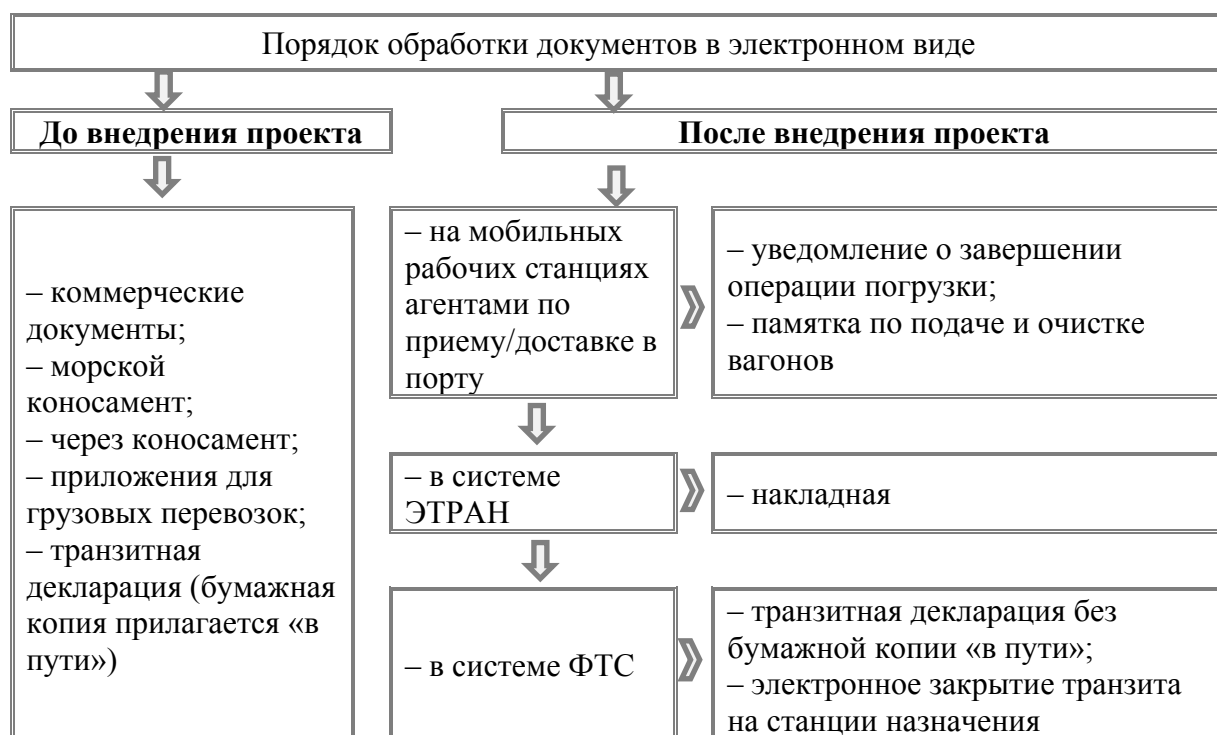 Порядок обработки документов в электронном виде
До внедрения проекта
После внедрения проекта
– коммерческие
документы;
– морской
коносамент;
– через коносамент;
– приложения для
грузовых перевозок;
– транзитная
декларация (бумажная
копия прилагается «в
пути»)
– на мобильных
рабочих станциях
агентами по
приему/доставке в
порту
– уведомление о завершении
операции погрузки;
– памятка по подаче и очистке
вагонов
– в системе
ЭТРАН
– накладная
– в системе ФТС
– транзитная декларация без
бумажной копии «в пути»;
– электронное закрытие транзита
на станции назначения